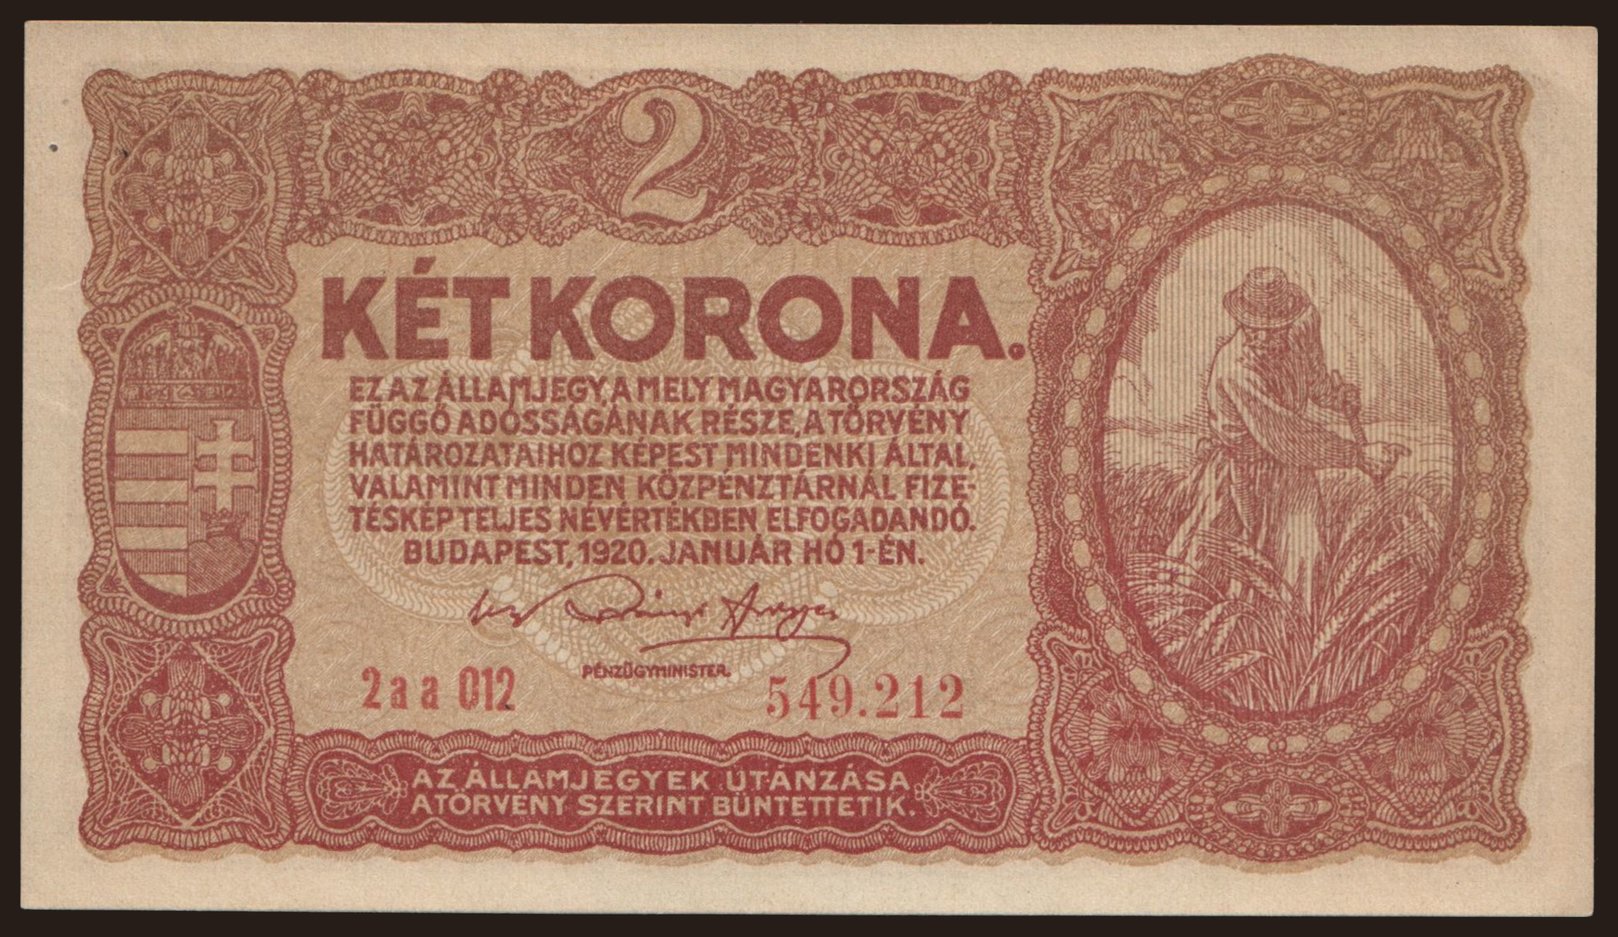 2
KÉT KORONA.
EZ AZ ÁLLAMJEGY, A MELY MAGYARORSZÁG
FÜGGŐ ADÓSSÁGÁNAK RÉSZE, A TÖRVÉNY
HATÁROZATAIHOZ KÉPEST MINDENKI ÁLTAL,
VALAMINT MINDEN KÖZPÉNZTÁRNÁL FIZE-
TÉSKÉP TELJES NÉVÉRTÉKBEN ELFOGADANDÓ.
BUDAPEST, 1920. JANUÁR HÓ 1-ÉN.
PÉNZÜGYMINISTER.
2aa 012 549.212
AZ ÁLLAMJEGYEK UTÁNZÁSA
A TÖRVÉNY SZERINT BÜNTETTETIK.